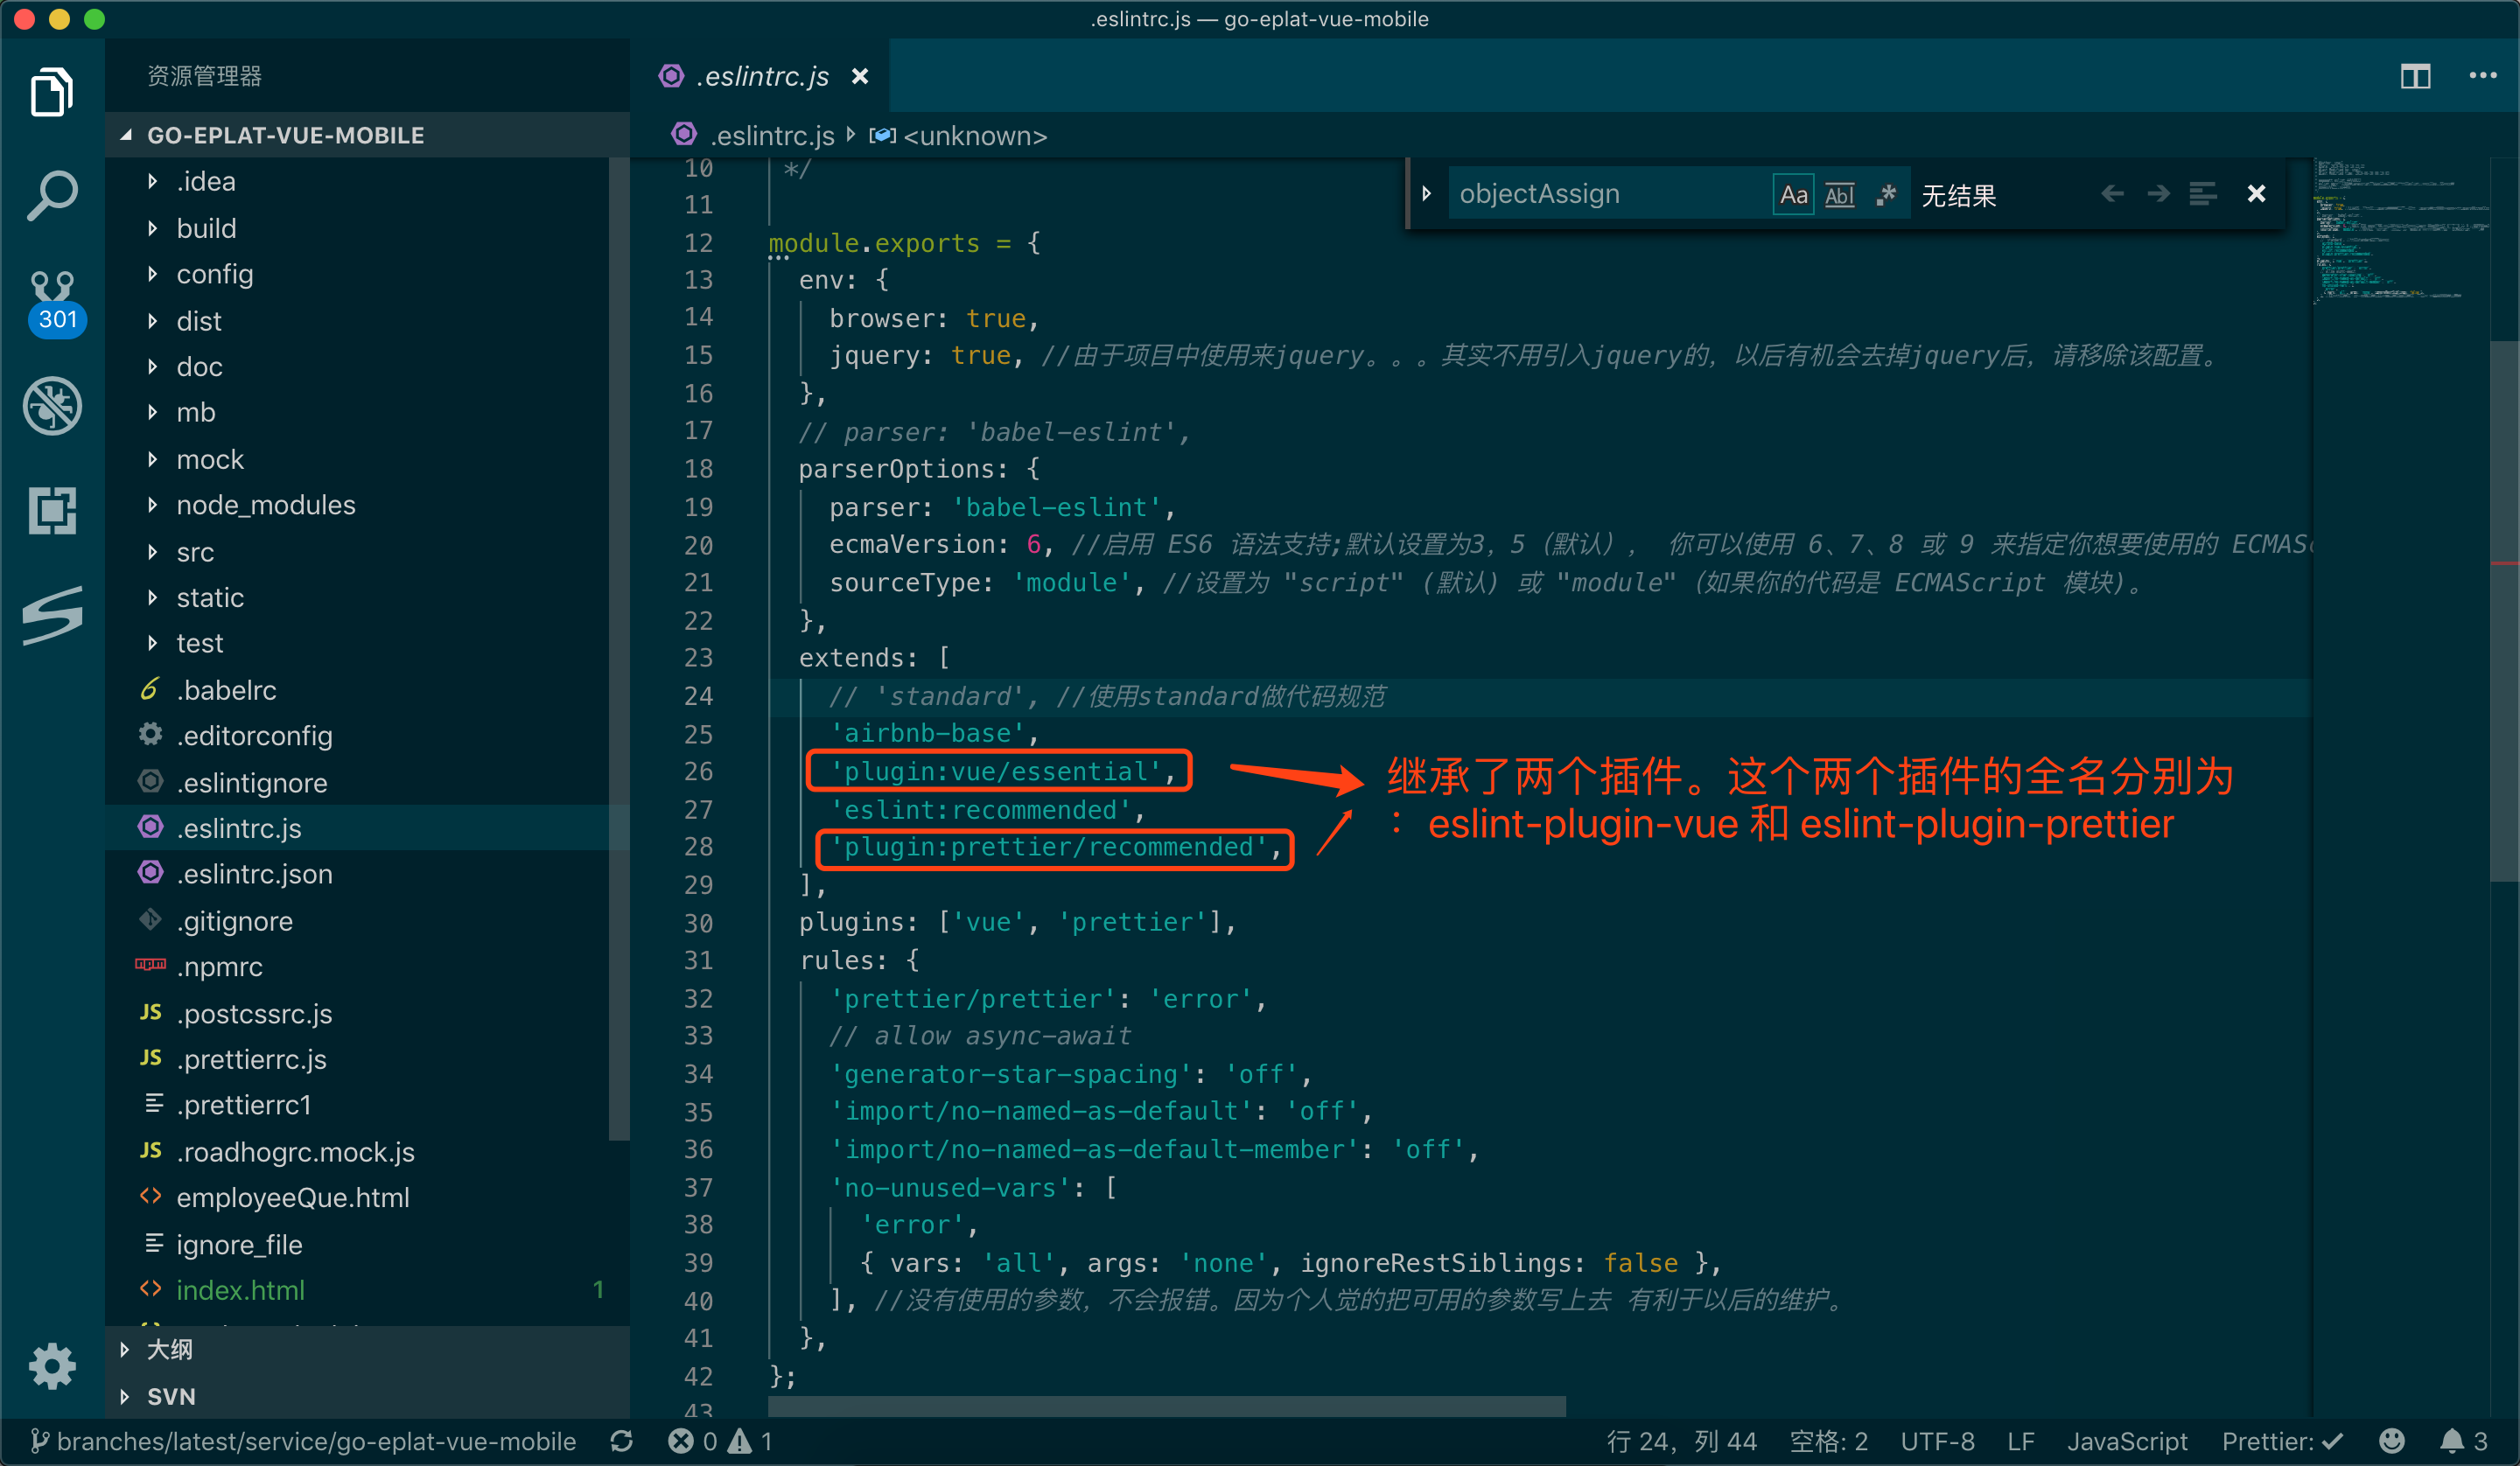 .eslintrc.js — go-eplat-vue-mobile
资源管理器
GO-EPLAT-VUE-MOBILE
.idea
build
config
dist
doc
mb
mock
node_modules
src
static
test
.babelrc
.editorconfig
.eslintignore
.eslintrc.js
.eslintrc.json
.gitignore
.npmrc
JS .postcssrc.js
JS .prettierrc.js
.prettierrc1
JS .roadhogrc.mock.js
employeeQue.html
ignore_file
index.html 1
大纲
SVN
301
.eslintrc.js
.eslintrc.js <unknown>
objectAssign Aa Abl .* 无结果
10 */
11
12 module.exports = {
13 env: {
14 browser: true,
15 jquery: true, //由于项目中使用来jquery。。。其实不用引入jquery的，以后有机会去掉jquery后，请移除该配置。
16 },
17 // parser: 'babel-eslint',
18 parserOptions: {
19 parser: 'babel-eslint',
20 ecmaVersion: 6, //启用 ES6 语法支持;默认设置为3，5（默认）， 你可以使用 6、7、8 或 9 来指定你想要使用的 ECMAS
21 sourceType: 'module', //设置为 "script" (默认) 或 "module"（如果你的代码是 ECMAScript 模块)。
22 },
23 extends: [
24 // 'standard', //使用standard做代码规范
25 'airbnb-base',
26 'plugin:vue/essential',
27 'eslint:recommended',
28 'plugin:prettier/recommended',
29 ],
30 plugins: ['vue', 'prettier'],
31 rules: {
32 'prettier/prettier': 'error',
33 // allow async-await
34 'generator-star-spacing': 'off',
35 'import/no-named-as-default': 'off',
36 'import/no-named-as-default-member': 'off',
37 'no-unused-vars': [
38 'error',
39 { vars: 'all', args: 'none', ignoreRestSiblings: false },
40 ], //没有使用的参数，不会报错。因为个人觉的把可用的参数写上去 有利于以后的维护。
41 },
42 };
43
继承了两个插件。这个两个插件的全名分别为
：eslint-plugin-vue 和 eslint-plugin-prettier
branches/latest/service/go-eplat-vue-mobile 0 1 行 24，列 44 空格: 2 UTF-8 LF JavaScript Prettier: ✓ 3